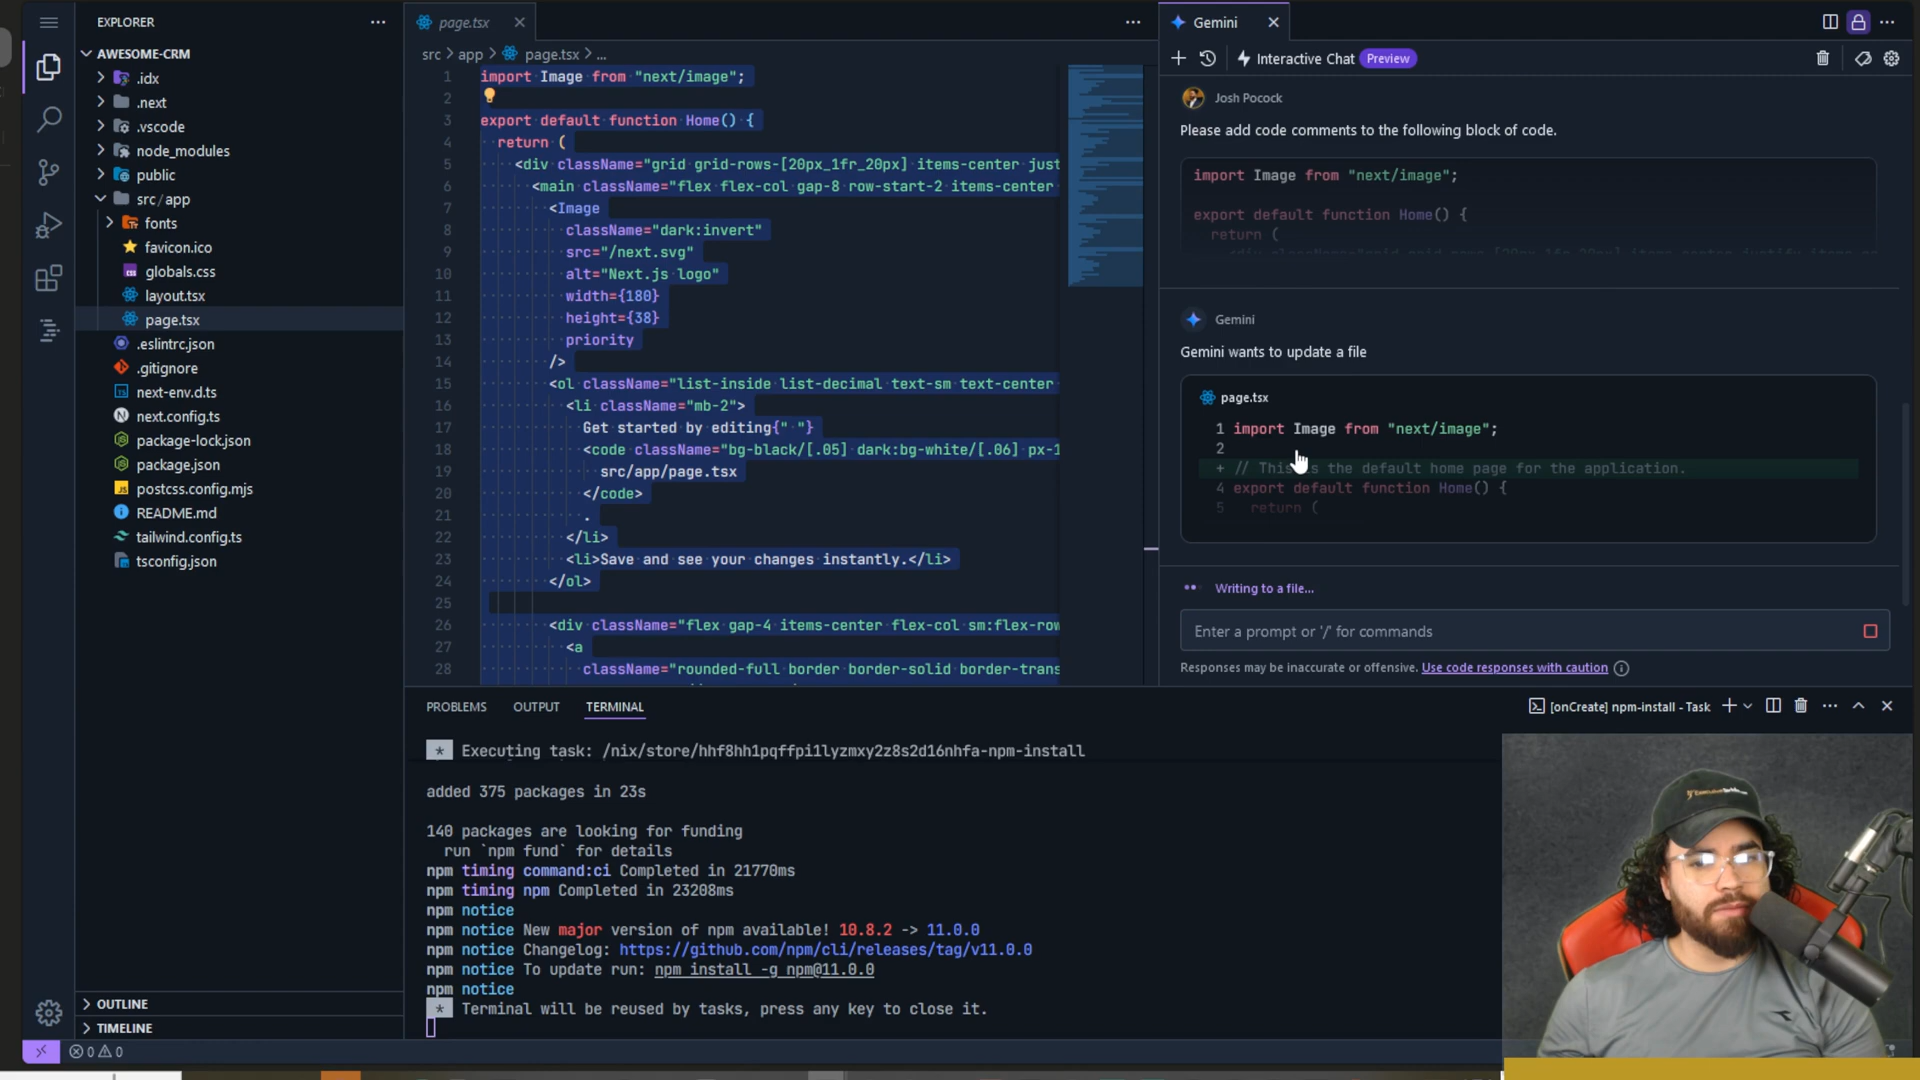 EXPLORER
AWESOME-CRM
.idx
.next
.vscode
node_modules
public
src/app
fonts
favicon.ico
globals.css
layout.tsx
page.tsx
.eslintrc.json
.gitignore
next-env.d.ts
next.config.ts
package-lock.json
package.json
postcss.config.mjs
README.md
tailwind.config.ts
tsconfig.json
OUTLINE
TIMELINE
0 0
page.tsx
src > app > page.tsx > ...
1 import Image from "next/image";
2
3 export default function Home() {
4 return (
5 <div className="grid grid-rows-[20px_1fr_20px] items-center just
6 <main className="flex flex-col gap-8 row-start-2 items-center
7 <Image
8 className="dark:invert"
9 src="/next.svg"
10 alt="Next.js logo"
11 width={180}
12 height={38}
13 priority
14 />
15 <ol className="list-inside list-decimal text-sm text-center
16 <li className="mb-2">
17 Get started by editing{" "}
18 <code className="bg-black/[.05] dark:bg-white/[.06] px-1
19 src/app/page.tsx
20 </code>
21 .
22 </li>
23 <li>Save and see your changes instantly.</li>
24 </ol>
25
26 <div className="flex gap-4 items-center flex-col sm:flex-row
27 <a
28 className="rounded-full border border-solid border-trans
Gemini
Interactive Chat Preview
Josh Pocock
Please add code comments to the following block of code.
import Image from "next/image";
export default function Home() {
return (
Gemini
Gemini wants to update a file
page.tsx
1 import Image from "next/image";
2
+ // This is the default home page for the application.
4 export default function Home() {
5 return (
Writing to a file...
Enter a prompt or '/' for commands
Responses may be inaccurate or offensive. Use code responses with caution
PROBLEMS OUTPUT TERMINAL
[onCreate] npm-install - Task
* Executing task: /nix/store/hhf8hh1pqffpi1lyzmxy2z8s2d16nhfa-npm-install
added 375 packages in 23s
140 packages are looking for funding
run `npm fund` for details
npm timing command:ci Completed in 21770ms
npm timing npm Completed in 23208ms
npm notice
npm notice New major version of npm available! 10.8.2 -> 11.0.0
npm notice Changelog: https://github.com/npm/cli/releases/tag/v11.0.0
npm notice To update run: npm install -g npm@11.0.0
npm notice
* Terminal will be reused by tasks, press any key to close it.